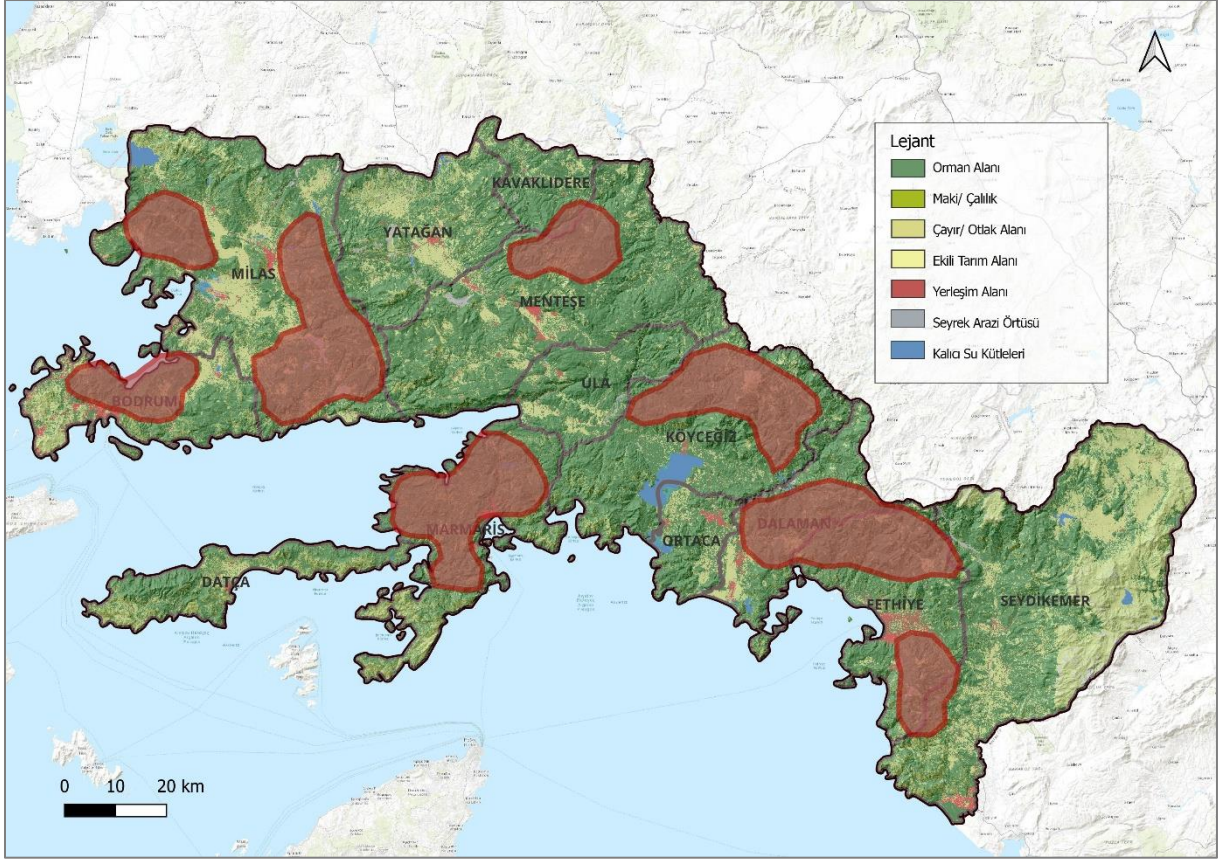 Lejant
Orman Alanı
Maki/ Çalılık
Çayır/ Otlak Alanı
Ekili Tarım Alanı
Yerleşim Alanı
Seyrek Arazi Örtüsü
Kalıcı Su Kütleleri
KAVAKLIDERE
YATAĞAN
MİLAS
MENTEŞE
ULA
BODRUM
KÖYCEĞİZ
MARMARİS
DALAMAN
ORTACA
DATÇA
FETHİYE
SEYDİKEMER
0 10 20 km